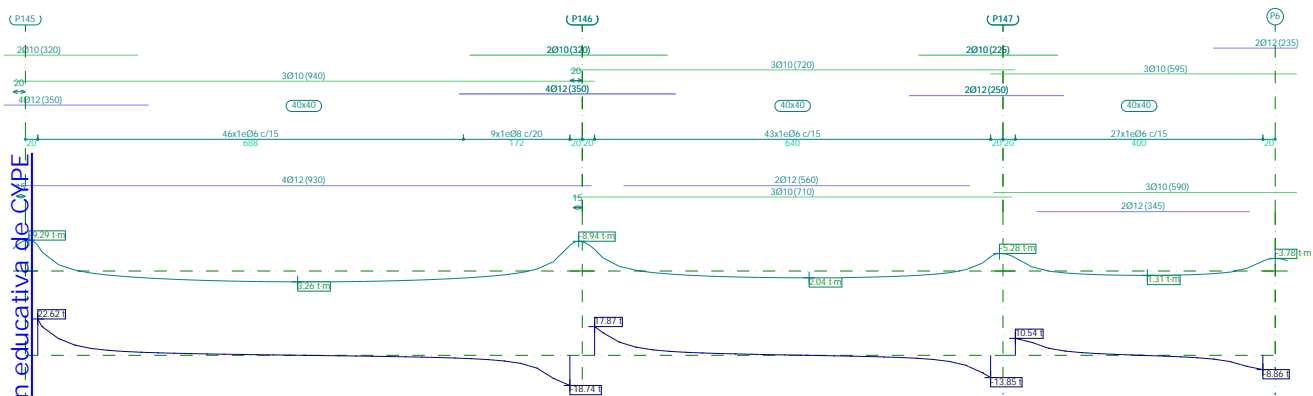 P145 P146 P147 P6
2Ø12(235)
2Ø10(320) 2Ø10(320) 2Ø10(225)
3Ø10(720) 3Ø10(595)
3Ø10(940) 20
20
4Ø12(350) 4Ø12(350) 2Ø12(250)
40x40 40x40 40x40
46x1eØ6 c/15 9x1eØ8 c/20 43x1eØ6 c/15 27x1eØ6 c/15
20 688 172 20 20 640 20 20 400 20
4Ø12(930) 2Ø12(560)
15 3Ø10(710) 3Ø10(590)
15
2Ø12(345)
-9.29 t·m -8.94 t·m -5.28 t·m -3.78 t·m
3.26 t·m 2.04 t·m 1.31 t·m
22.62 t 17.87 t 10.54 t
-18.74 t -13.85 t -8.86 t
n educativa de CYPE